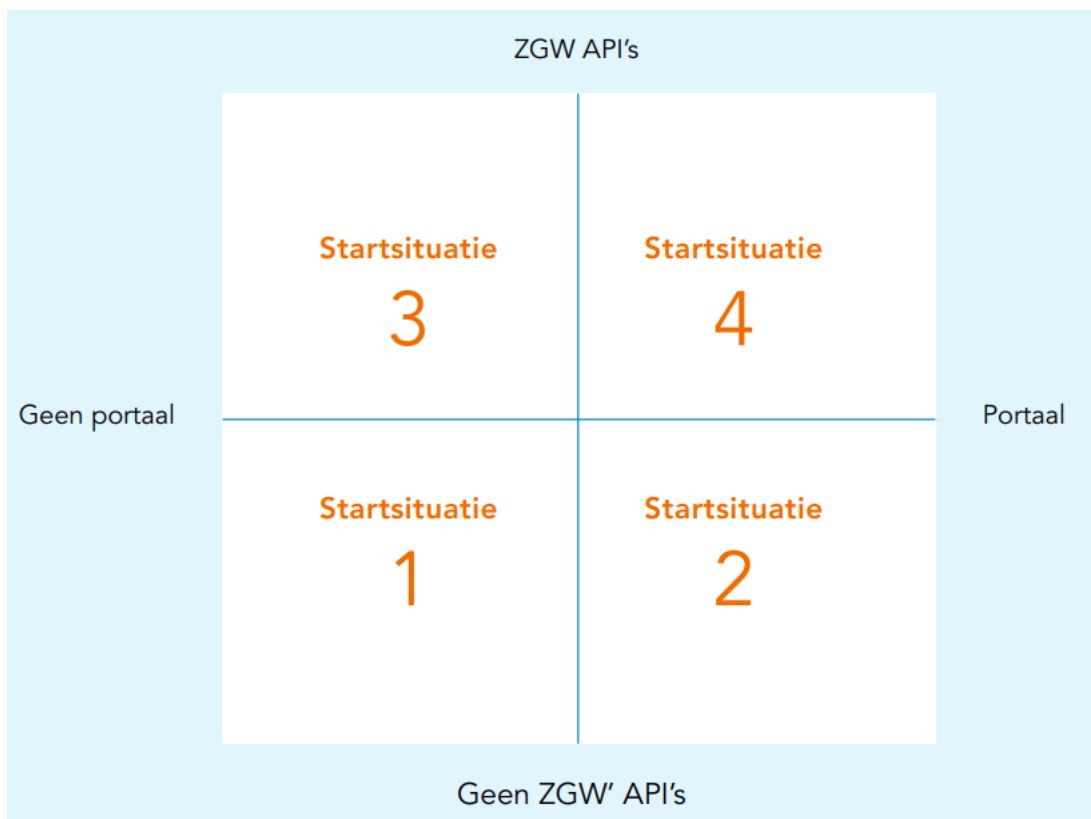 ZGW API’s
Startsituatie
3
Startsituatie
4
Geen portaal
Portaal
Startsituatie
1
Startsituatie
2
Geen ZGW’ API’s